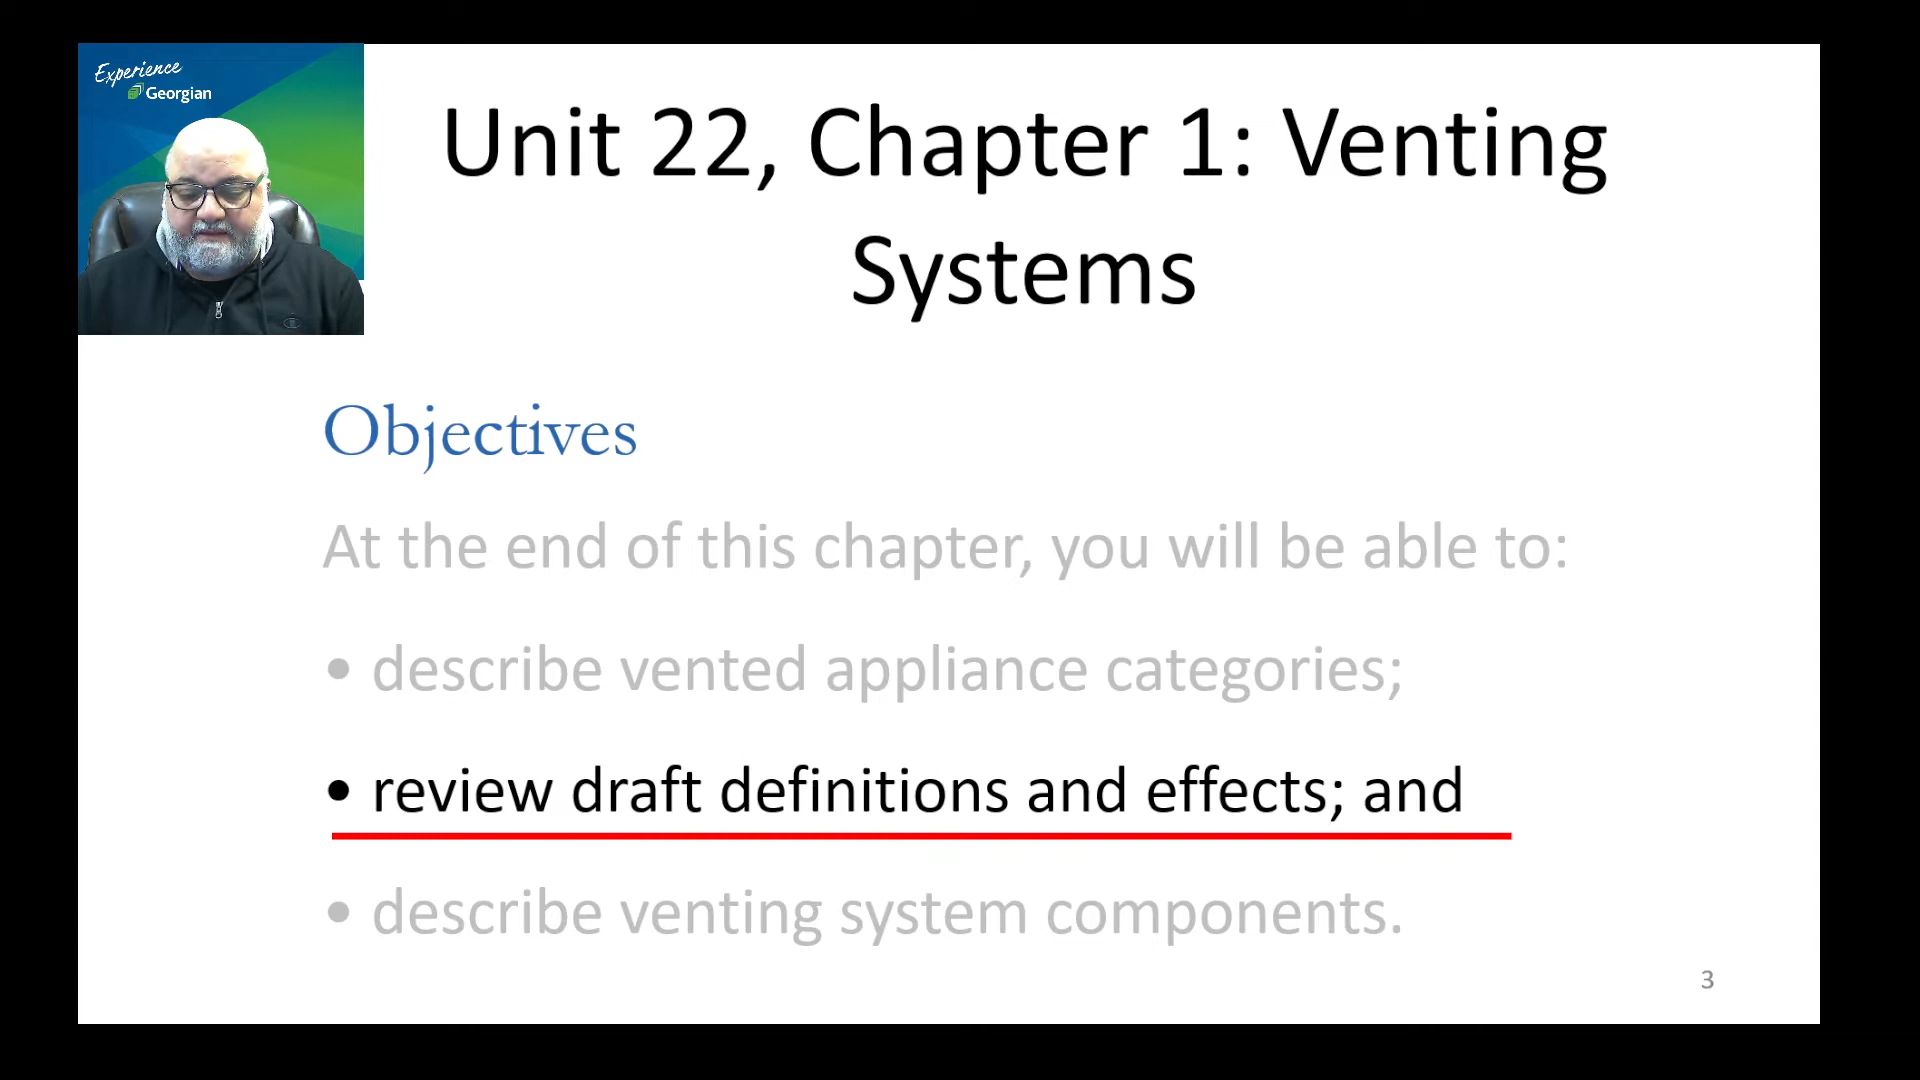 Experience
Georgian
Unit 22, Chapter 1: Venting
Systems
Objectives
At the end of this chapter, you will be able to:
• describe vented appliance categories;
• review draft definitions and effects; and
• describe venting system components.
3